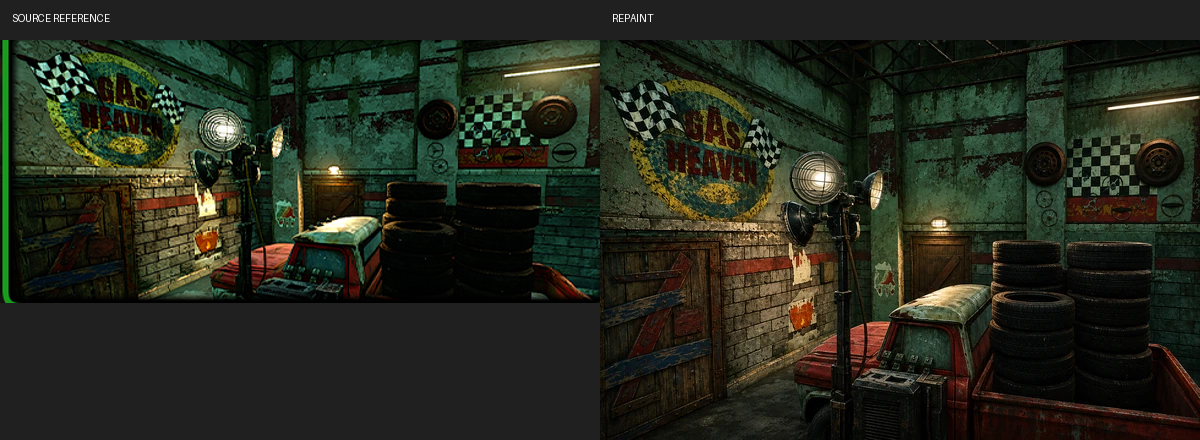 SOURCE REFERENCE
REPAINT
GAS
HEAVEN
GAS
HEAVEN